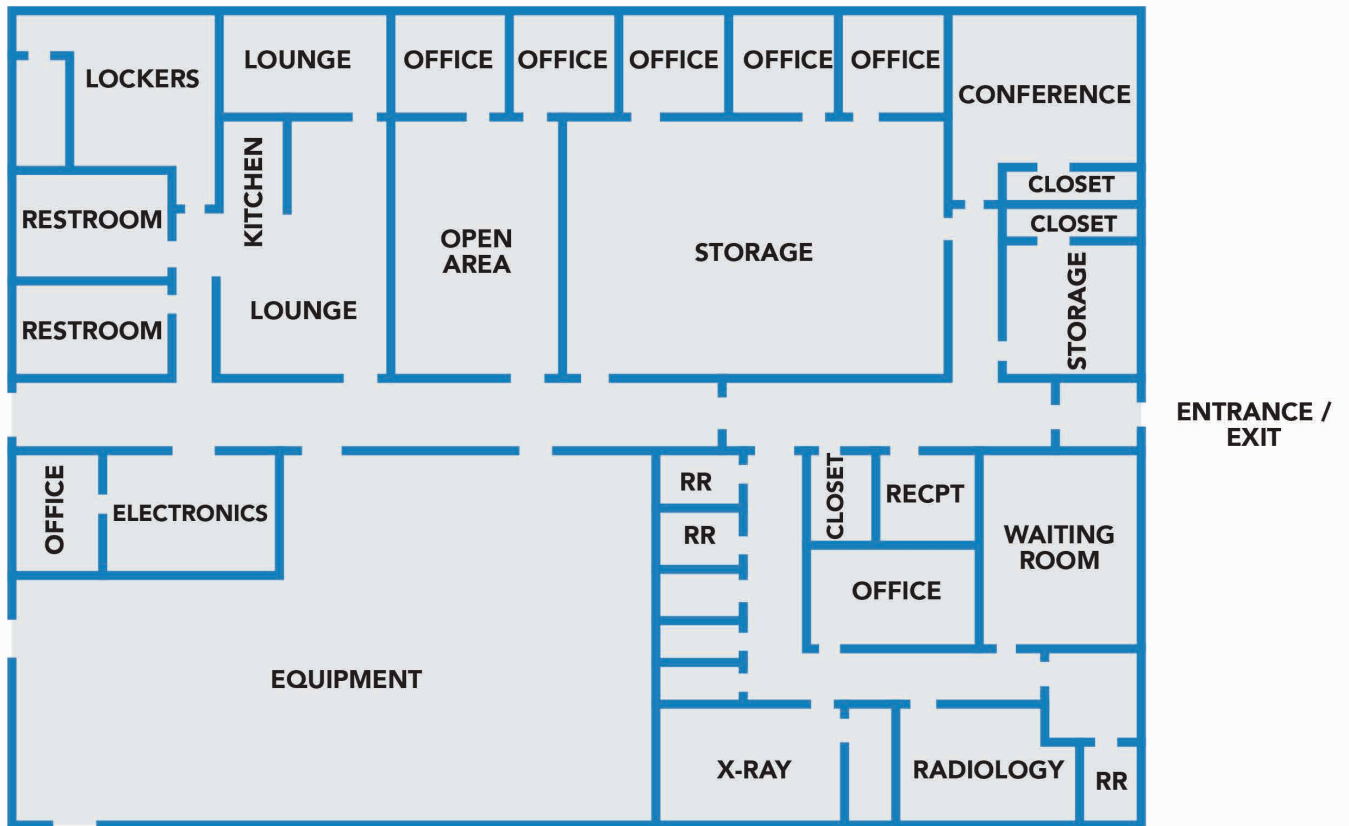 LOCKERS
LOUNGE
OFFICE
OFFICE
OFFICE
OFFICE
OFFICE
CONFERENCE
KITCHEN
CLOSET
CLOSET
RESTROOM
OPEN
AREA
STORAGE
STORAGE
LOUNGE
RESTROOM
ENTRANCE /
EXIT
OFFICE
ELECTRONICS
RR
CLOSET
RECPT
RR
WAITING
ROOM
OFFICE
EQUIPMENT
X-RAY
RADIOLOGY
RR